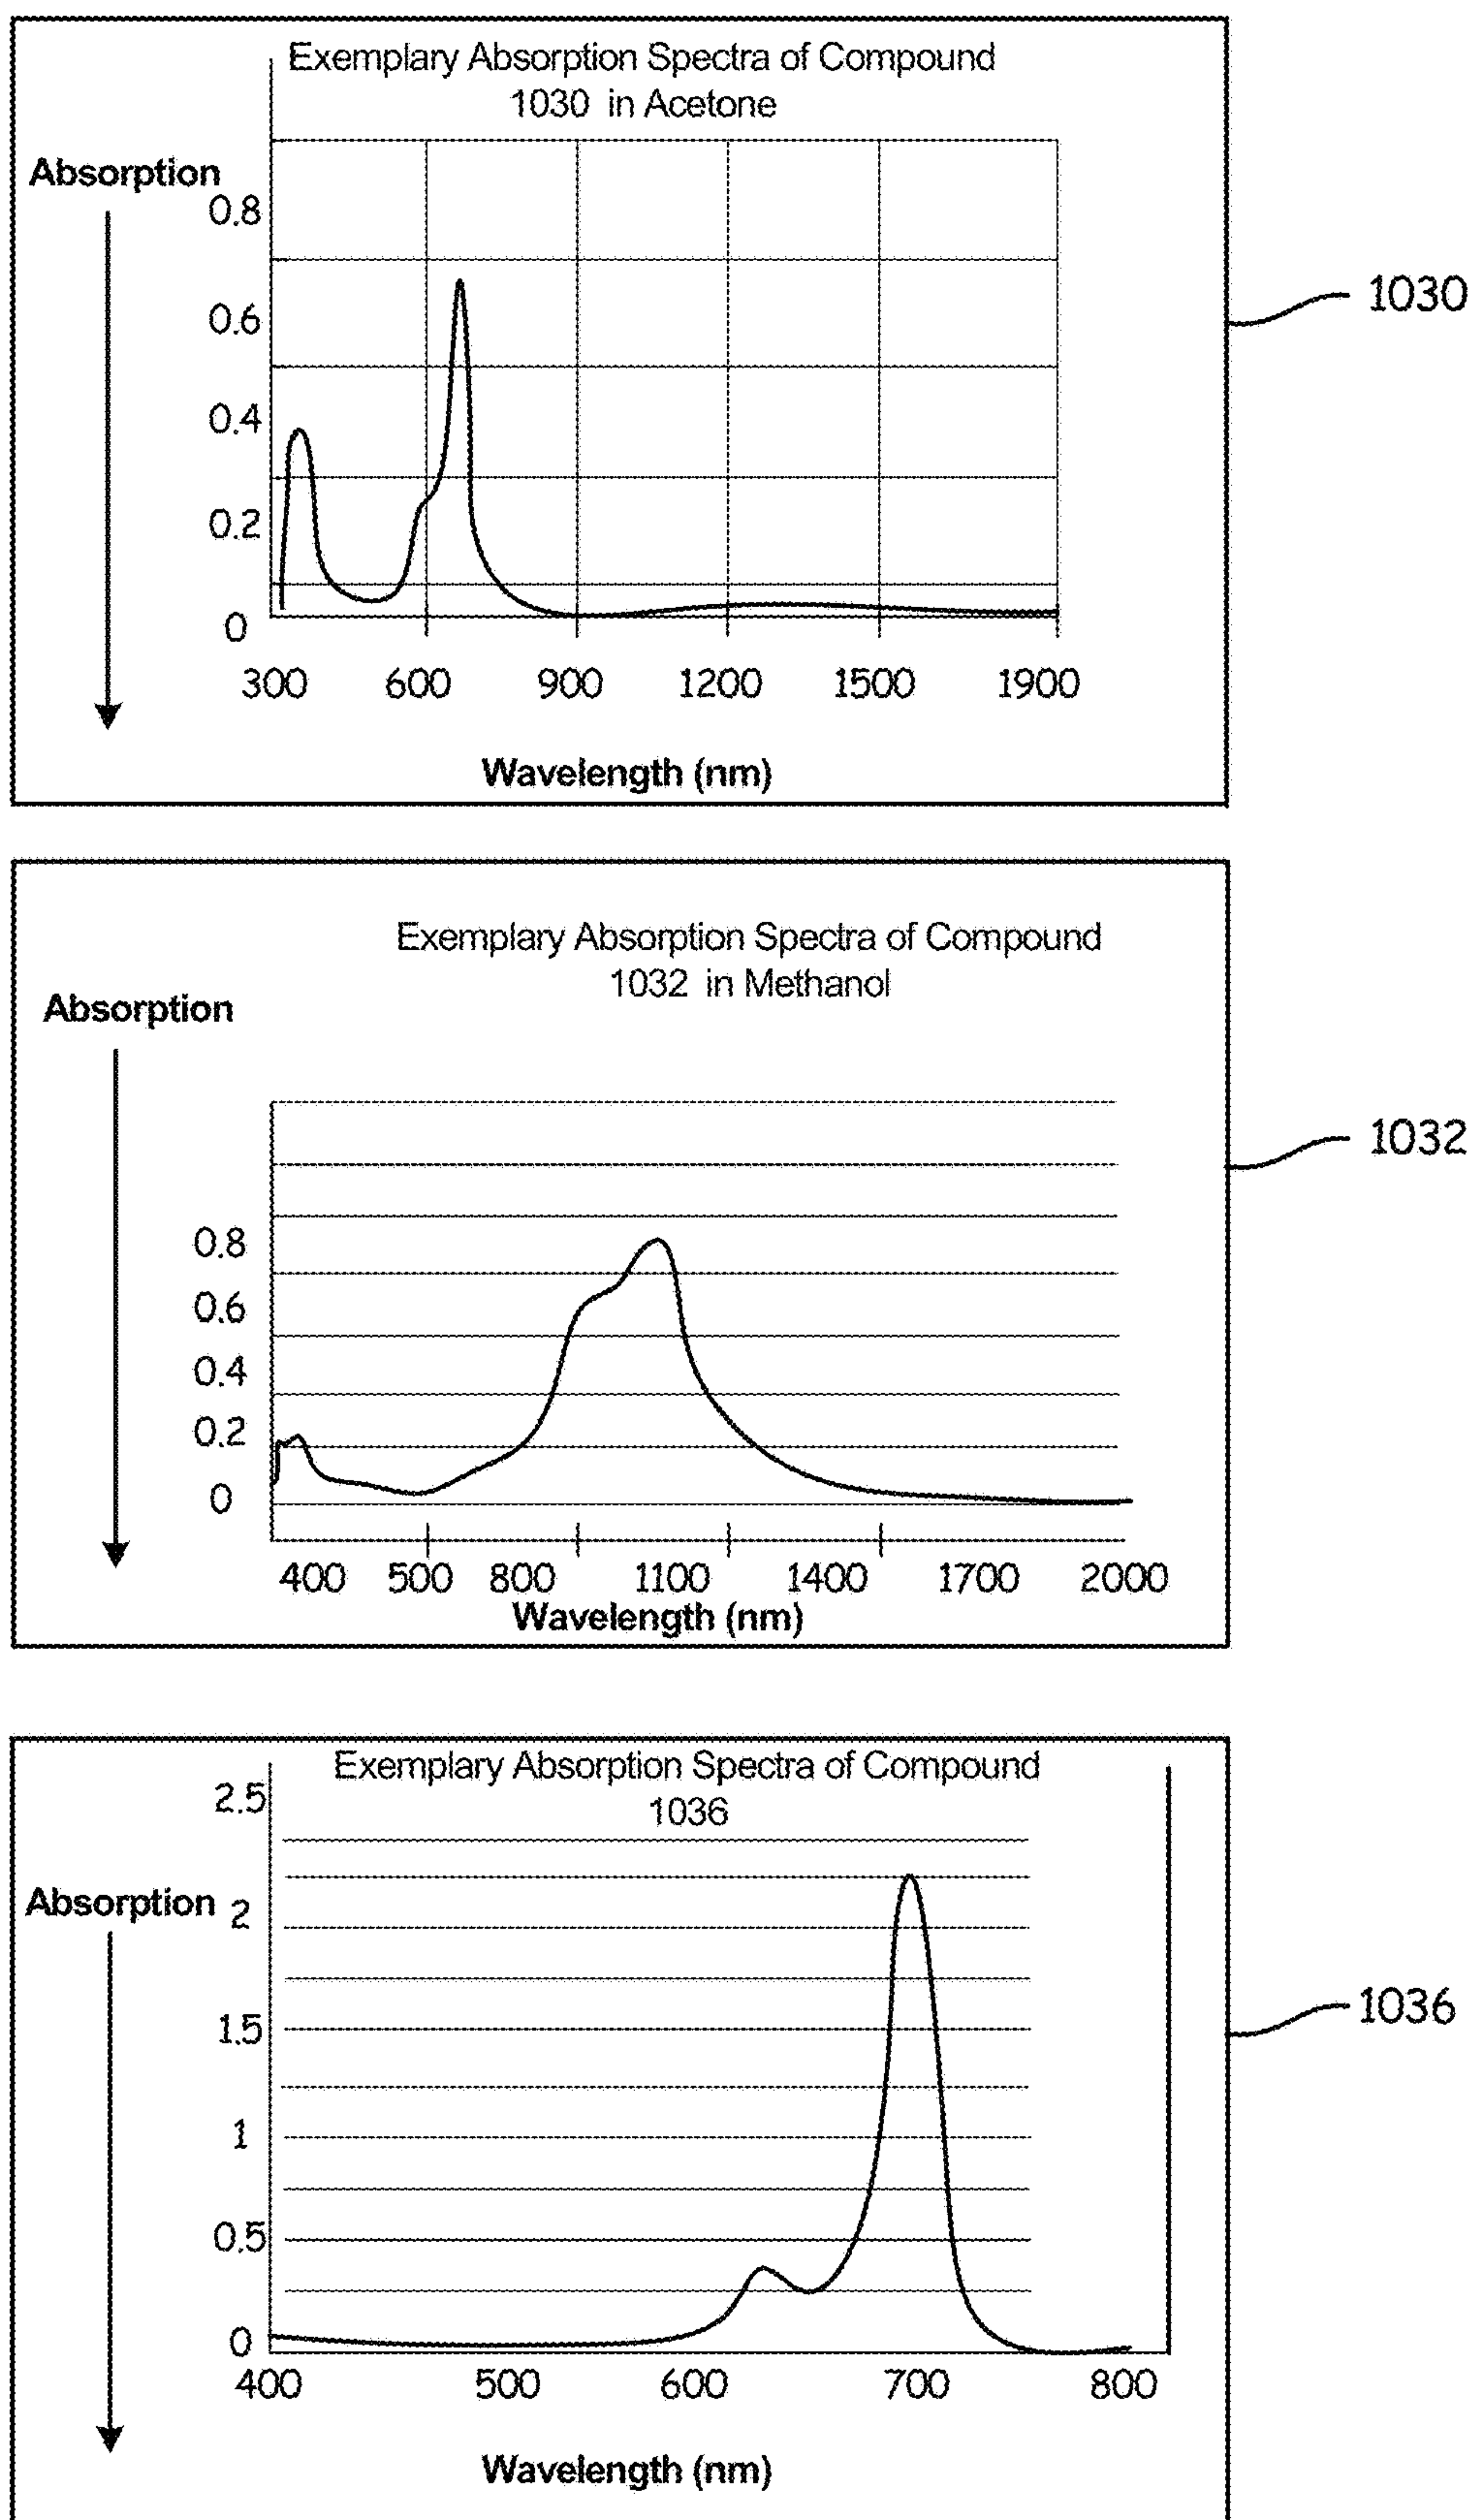 Exemplary Absorption Spectra of Compound
1030 in Acetone
Absorption
0.8
0.6
0.4
0.2
0
300 600 900 1200 1500 1900
Wavelength (nm)
1030
Exemplary Absorption Spectra of Compound
1032 in Methanol
Absorption
0.8
0.6
0.4
0.2
0
400 500 800 1100 1400 1700 2000
Wavelength (nm)
1032
Exemplary Absorption Spectra of Compound
1036
2.5
Absorption
2
1.5
1
0.5
0
400 500 600 700 800
Wavelength (nm)
1036